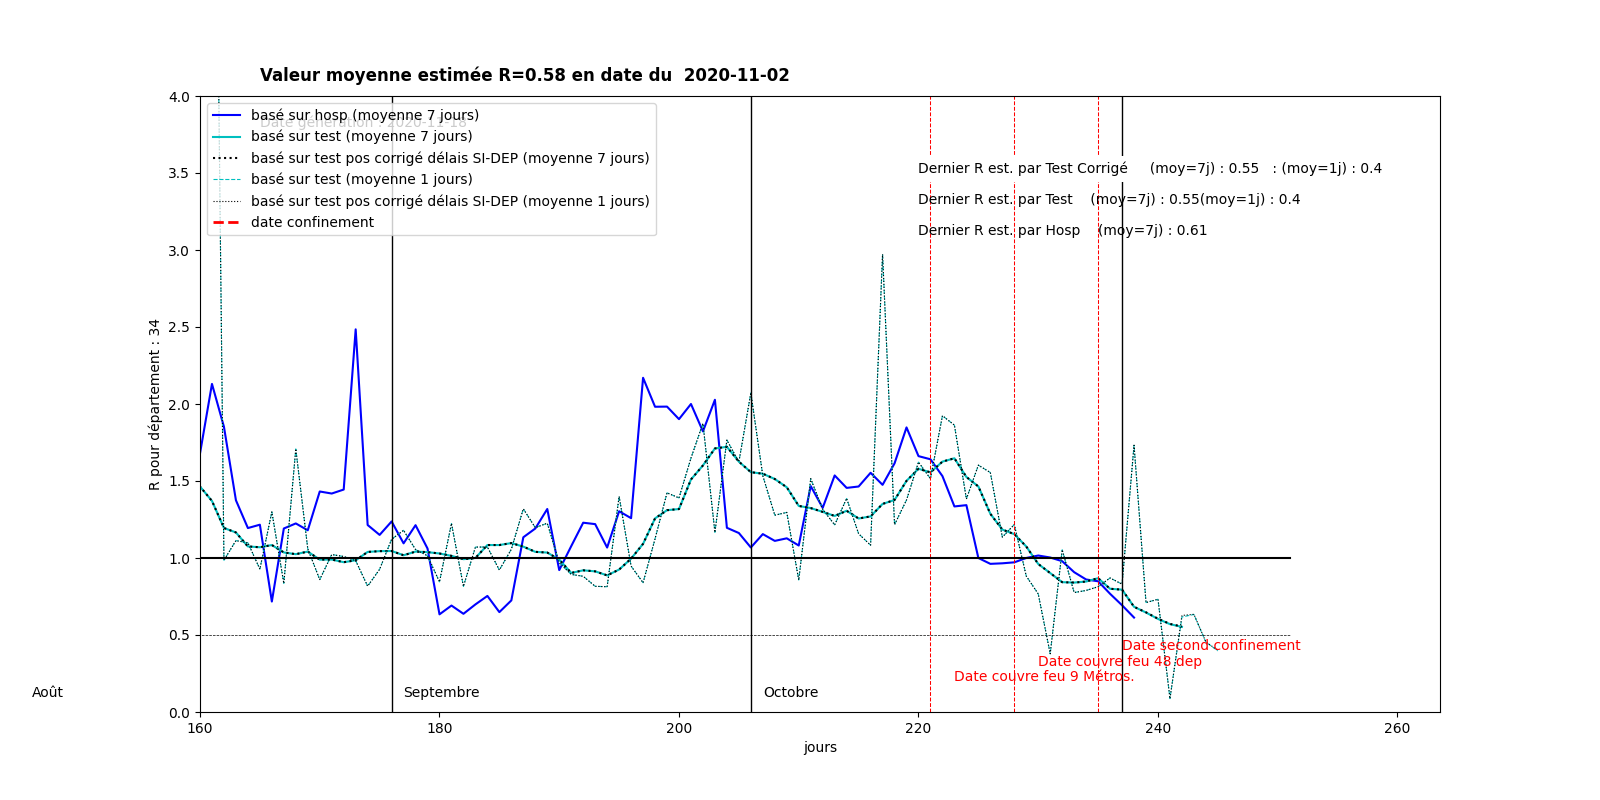 Valeur moyenne estimée R=0.58 en date du  2020-11-02
Date génération : 2020-11-18
basé sur hosp (moyenne 7 jours)
basé sur test (moyenne 7 jours)
basé sur test pos corrigé délais SI-DEP (moyenne 7 jours)
basé sur test (moyenne 1 jours)
basé sur test pos corrigé délais SI-DEP (moyenne 1 jours)
date confinement
Dernier R est. par Test Corrigé     (moy=7j) : 0.55   : (moy=1j) : 0.4
Dernier R est. par Test    (moy=7j) : 0.55(moy=1j) : 0.4
Dernier R est. par Hosp    (moy=7j) : 0.61
R pour département : 34
4.0
3.5
3.0
2.5
2.0
1.5
1.0
0.5
0.0
Date second confinement
Date couvre feu 48 dep
Date couvre feu 9 Métros.
Août
Septembre
Octobre
160
180
200
220
240
260
jours